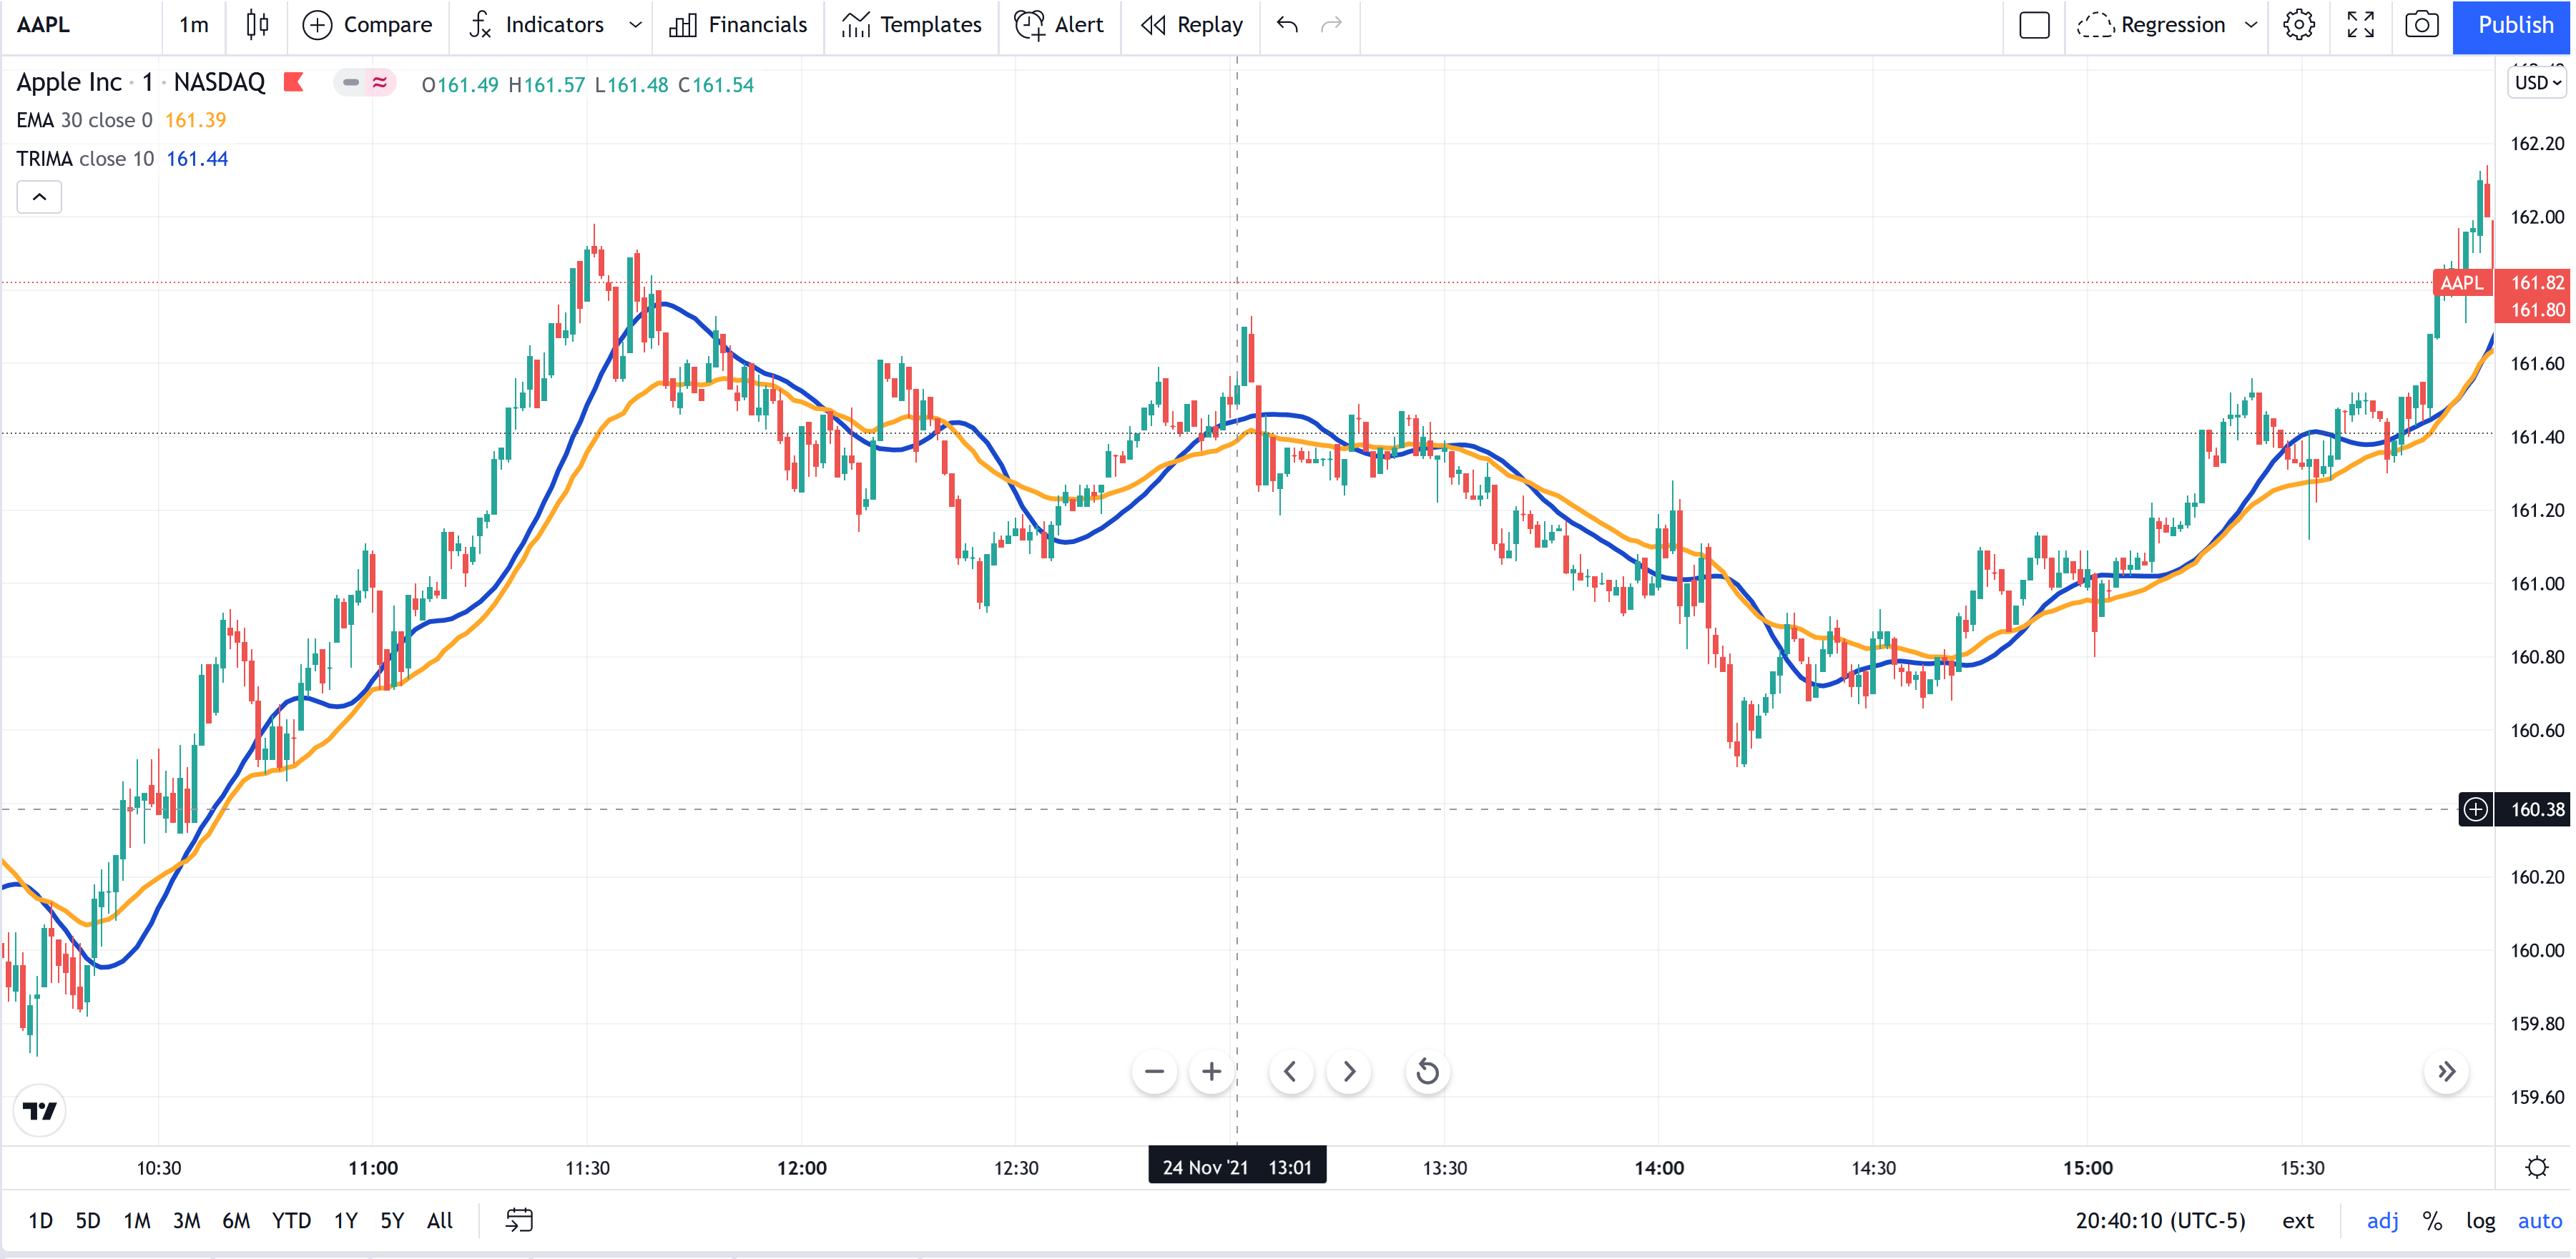 AAPL 1m Compare Indicators Financials Templates Alert Replay Regression Publish
Apple Inc · 1 · NASDAQ O161.49 H161.57 L161.48 C161.54
USD
EMA 30 close 0 161.39
TRIMA close 10 161.44
162.20
162.00
AAPL 161.82
161.80
161.60
161.40
161.20
161.00
160.80
160.60
160.38
160.20
160.00
159.80
159.60
10:30 11:00 11:30 12:00 12:30 24 Nov '21 13:01 13:30 14:00 14:30 15:00 15:30
1D 5D 1M 3M 6M YTD 1Y 5Y All 20:40:10 (UTC-5) ext adj % log auto